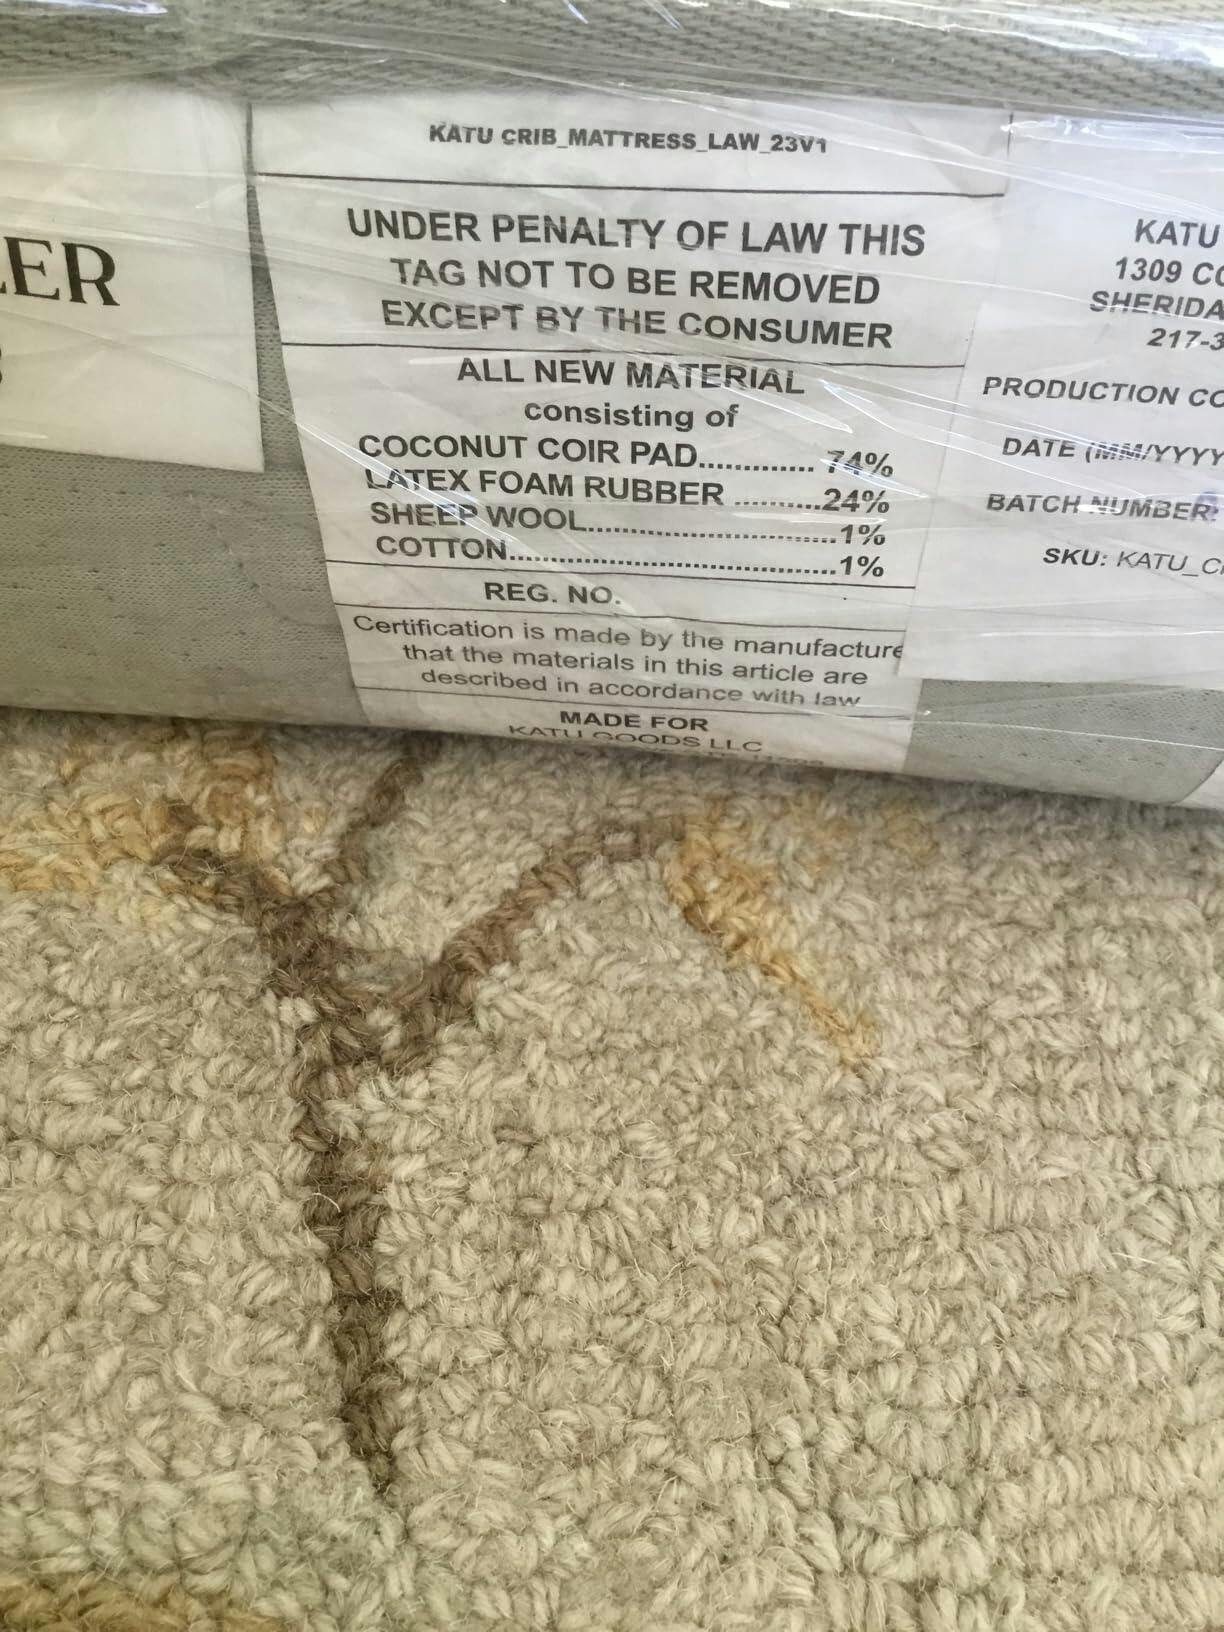 LER
KATU CRIB_MATTRESS_LAW_23V1
UNDER PENALTY OF LAW THIS
TAG NOT TO BE REMOVED
EXCEPT BY THE CONSUMER
ALL NEW MATERIAL
consisting of
COCONUT COIR PAD............. 74%
LATEX FOAM RUBBER ..........24%
SHEEP WOOL............................1%
COTTON.....................................1%
REG. NO.
Certification is made by the manufacture
that the materials in this article are
described in accordance with law
MADE FOR
KATU GOODS LLC
KATU
1309 CO
SHERIDA
217-3
PRODUCTION CO
DATE (MM/YYYY
BATCH NUMBER:
SKU: KATU_C